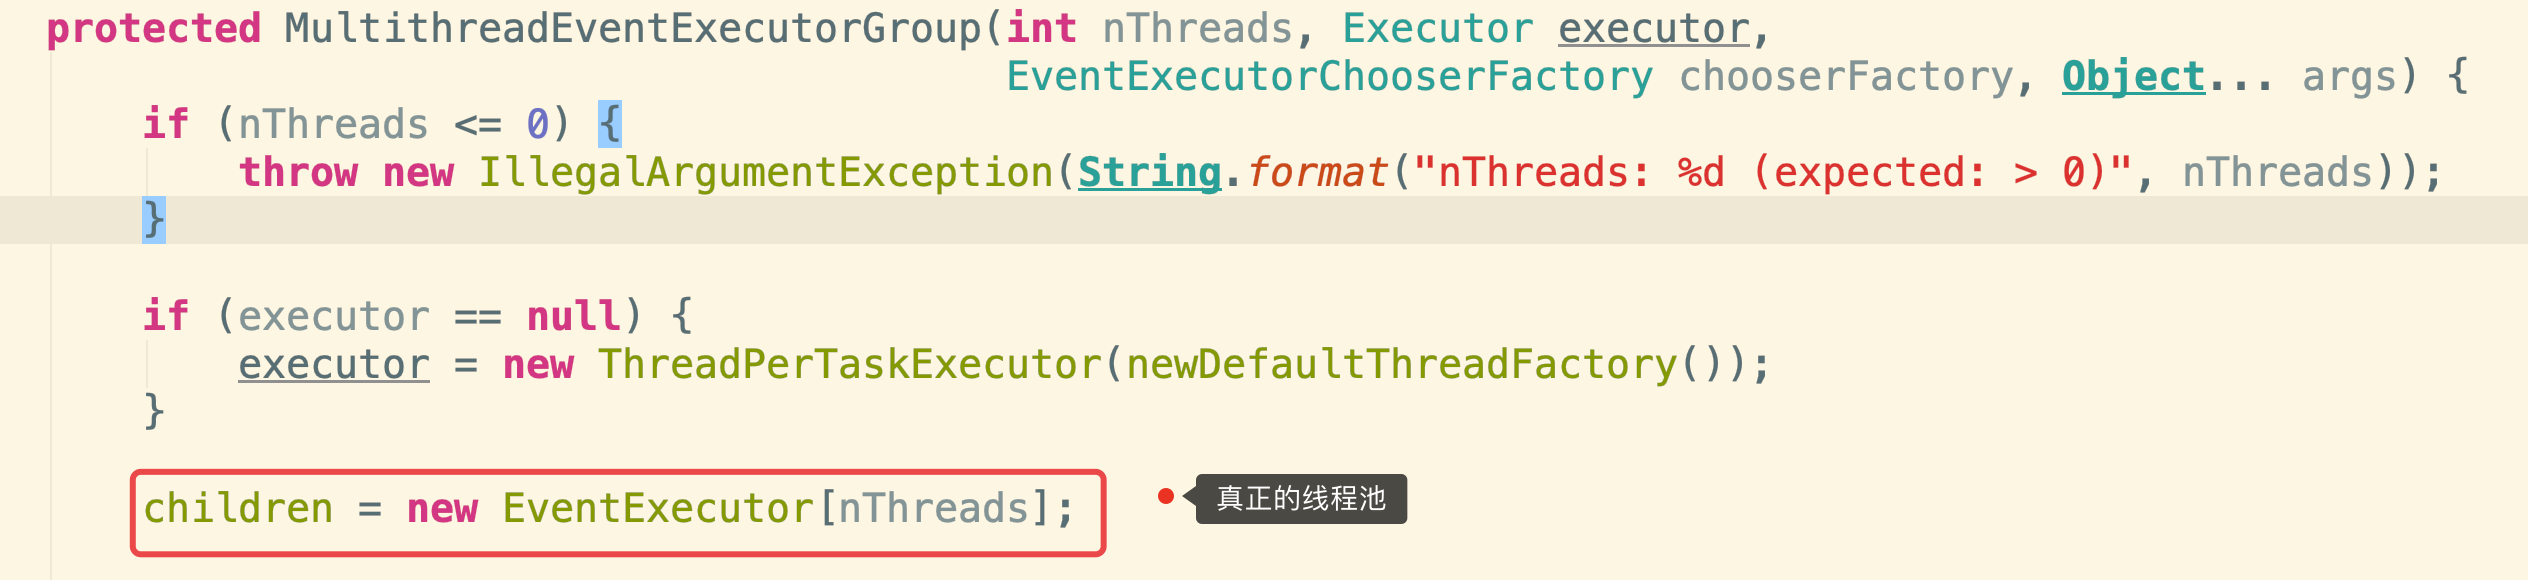 protected MultithreadEventExecutorGroup(int nThreads, Executor executor,
EventExecutorChooserFactory chooserFactory, Object... args) {
if (nThreads <= 0) {
throw new IllegalArgumentException(String.format("nThreads: %d (expected: > 0)", nThreads));
}
if (executor == null) {
executor = new ThreadPerTaskExecutor(newDefaultThreadFactory());
}
children = new EventExecutor[nThreads];
真正的线程池